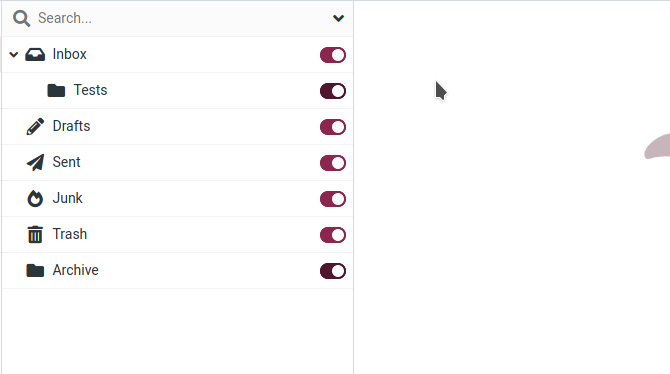 Search...
Inbox
Tests
Drafts
Sent
Junk
Trash
Archive